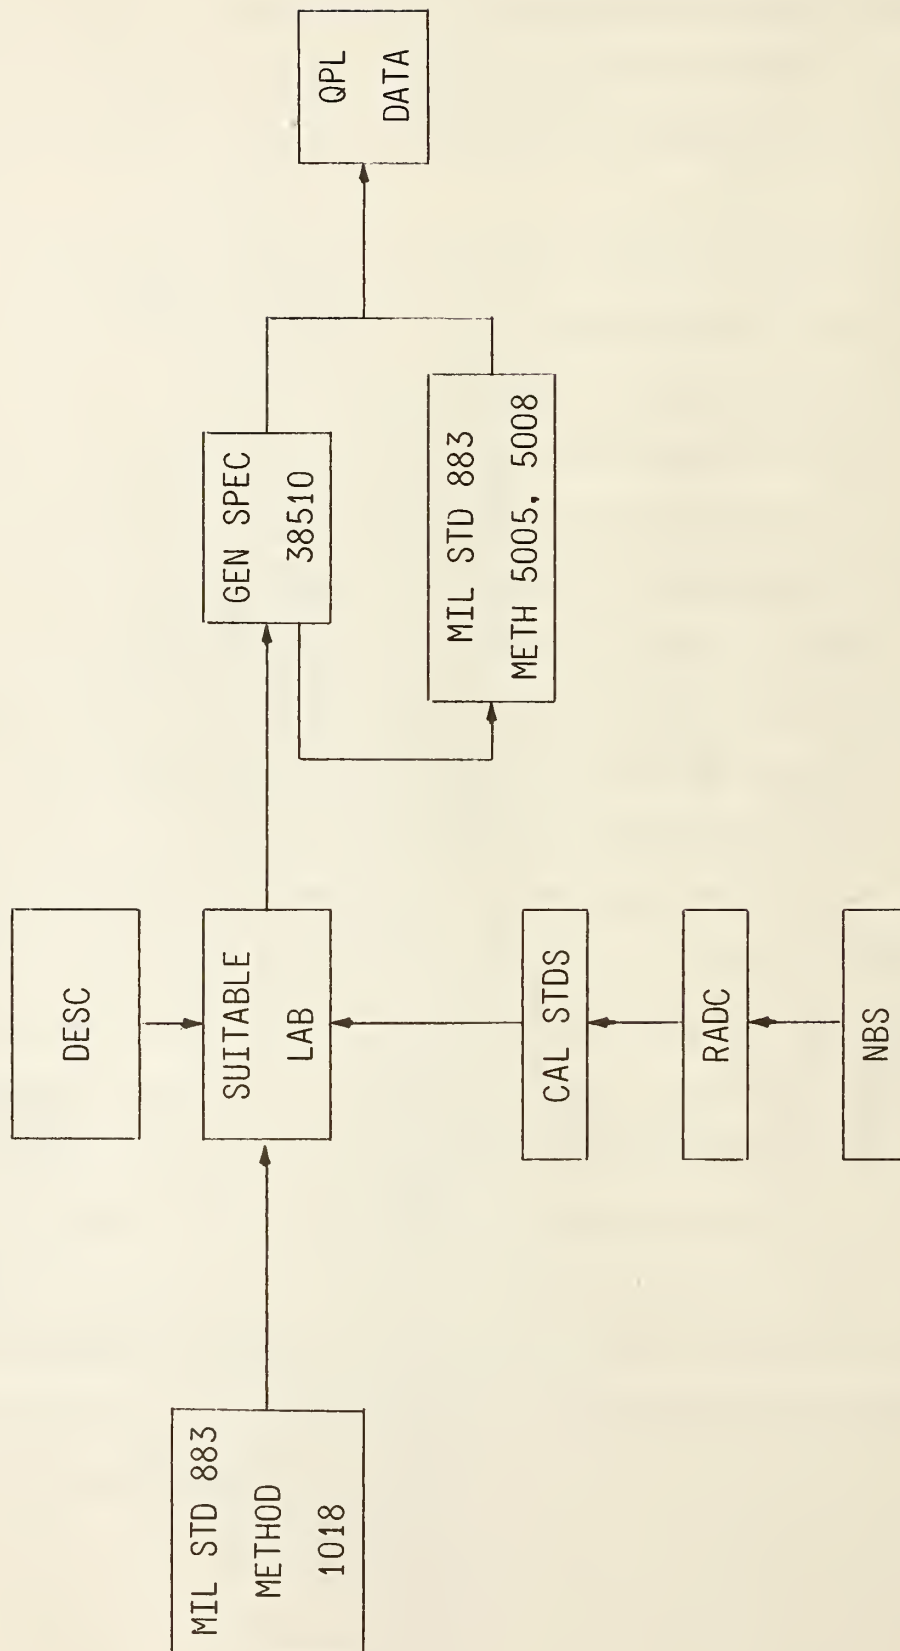 DESC
MIL STD 883
METHOD
1018
SUITABLE
LAB
GEN SPEC
38510
QPL
DATA
MIL STD 883
METH 5005, 5008
CAL STDS
RADC
NBS